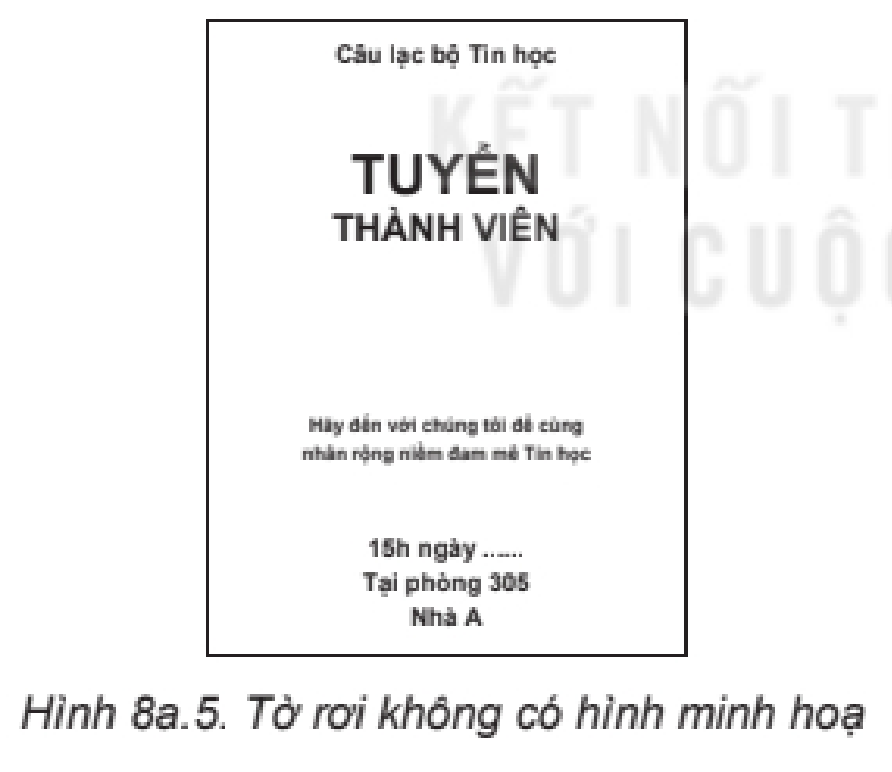 Câu lạc bộ Tin học
KẾT NỐI T
TUYỂN
THÀNH VIÊN
VỚI CUỘC
Hãy đến với chúng tôi để cùng
nhân rộng niềm đam mê Tin học
15h ngày ......
Tại phòng 305
Nhà A
Hình 8a.5. Tờ rơi không có hình minh hoạ